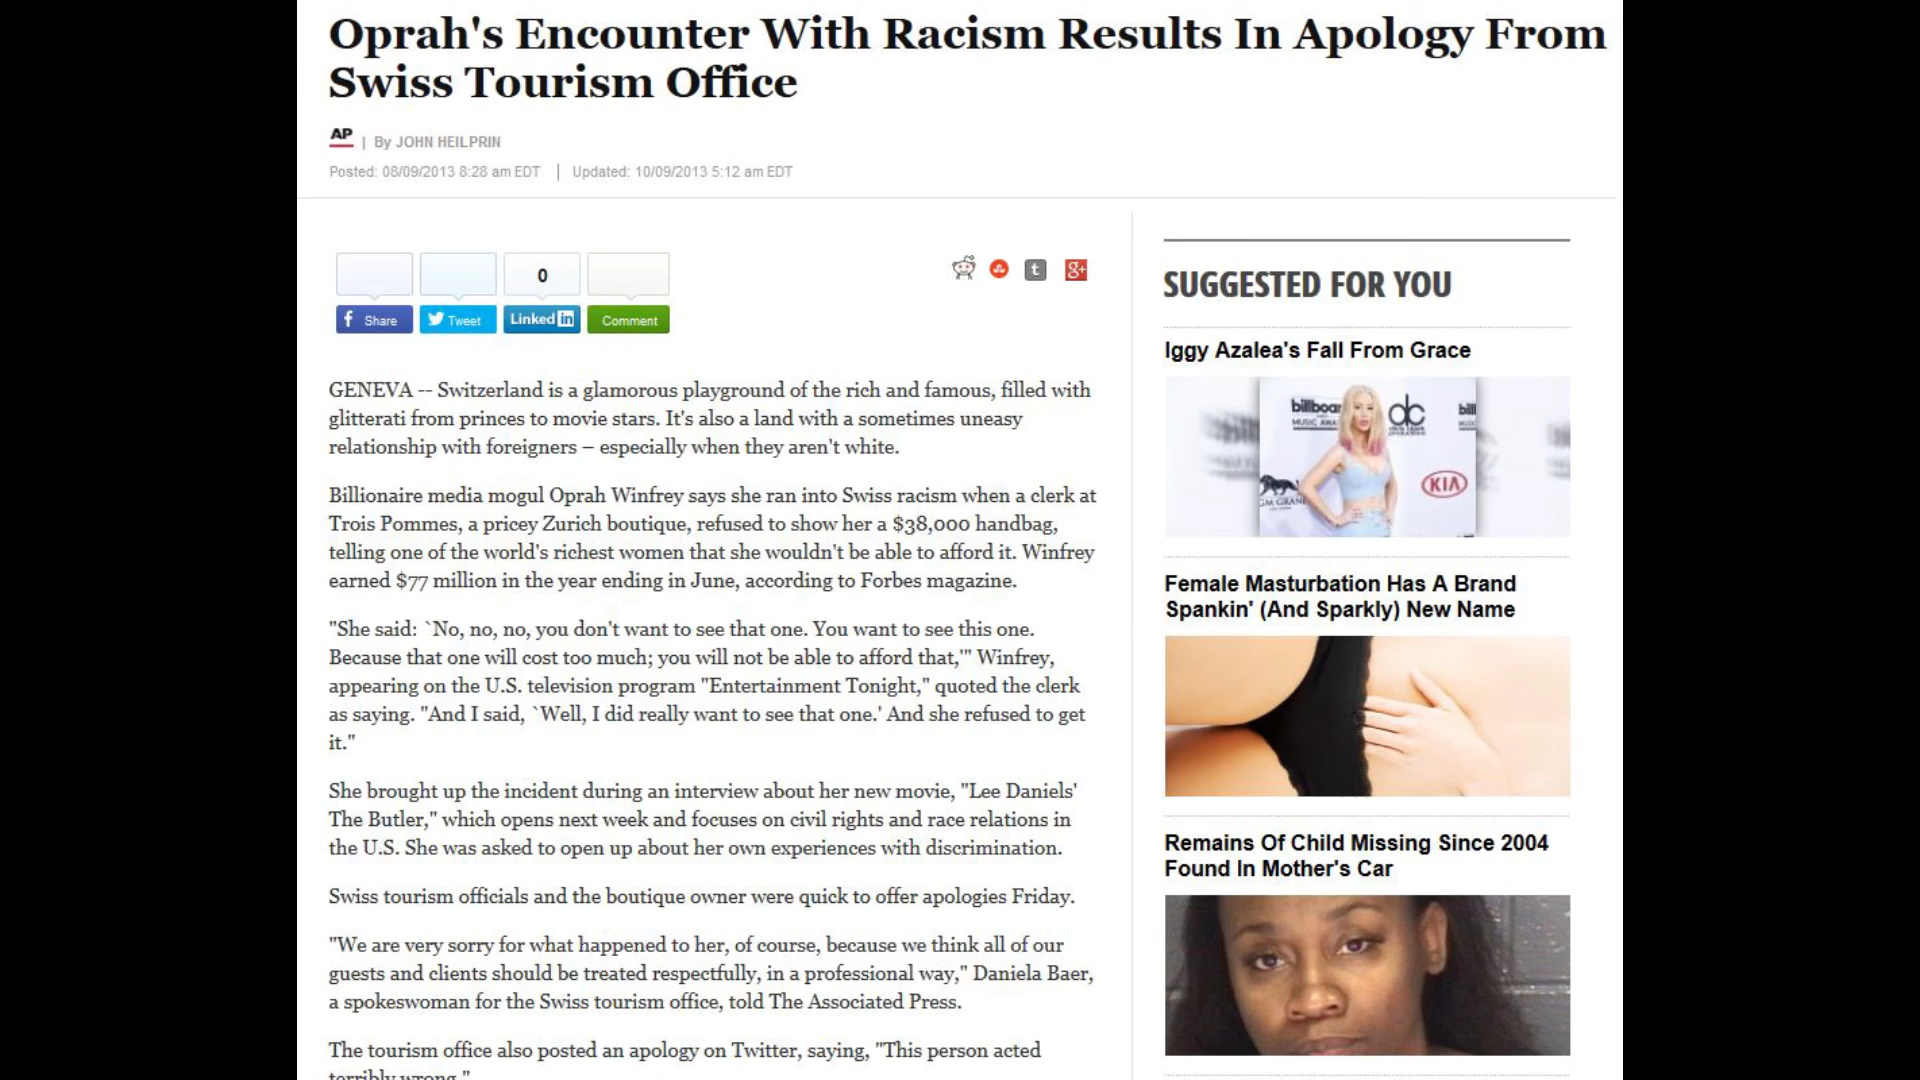 Oprah's Encounter With Racism Results In Apology From
Swiss Tourism Office
AP | By JOHN HEILPRIN
Posted: 08/09/2013 8:28 am EDT | Updated: 10/09/2013 5:12 am EDT
0
f Share
Tweet
Linked in
Comment
t
g+
GENEVA -- Switzerland is a glamorous playground of the rich and famous, filled with
glitterati from princes to movie stars. It's also a land with a sometimes uneasy
relationship with foreigners – especially when they aren't white.
Billionaire media mogul Oprah Winfrey says she ran into Swiss racism when a clerk at
Trois Pommes, a pricey Zurich boutique, refused to show her a $38,000 handbag,
telling one of the world's richest women that she wouldn't be able to afford it. Winfrey
earned $77 million in the year ending in June, according to Forbes magazine.
"She said: `No, no, no, you don't want to see that one. You want to see this one.
Because that one will cost too much; you will not be able to afford that,'" Winfrey,
appearing on the U.S. television program "Entertainment Tonight," quoted the clerk
as saying. "And I said, `Well, I did really want to see that one.' And she refused to get
it."
She brought up the incident during an interview about her new movie, "Lee Daniels'
The Butler," which opens next week and focuses on civil rights and race relations in
the U.S. She was asked to open up about her own experiences with discrimination.
Swiss tourism officials and the boutique owner were quick to offer apologies Friday.
"We are very sorry for what happened to her, of course, because we think all of our
guests and clients should be treated respectfully, in a professional way," Daniela Baer,
a spokeswoman for the Swiss tourism office, told The Associated Press.
The tourism office also posted an apology on Twitter, saying, "This person acted
terribly wrong."
SUGGESTED FOR YOU
Iggy Azalea's Fall From Grace
billboar
MUSIC AWA
dc
bill
MUSIC
GM GRAN
KIA
Female Masturbation Has A Brand
Spankin' (And Sparkly) New Name
Remains Of Child Missing Since 2004
Found In Mother's Car